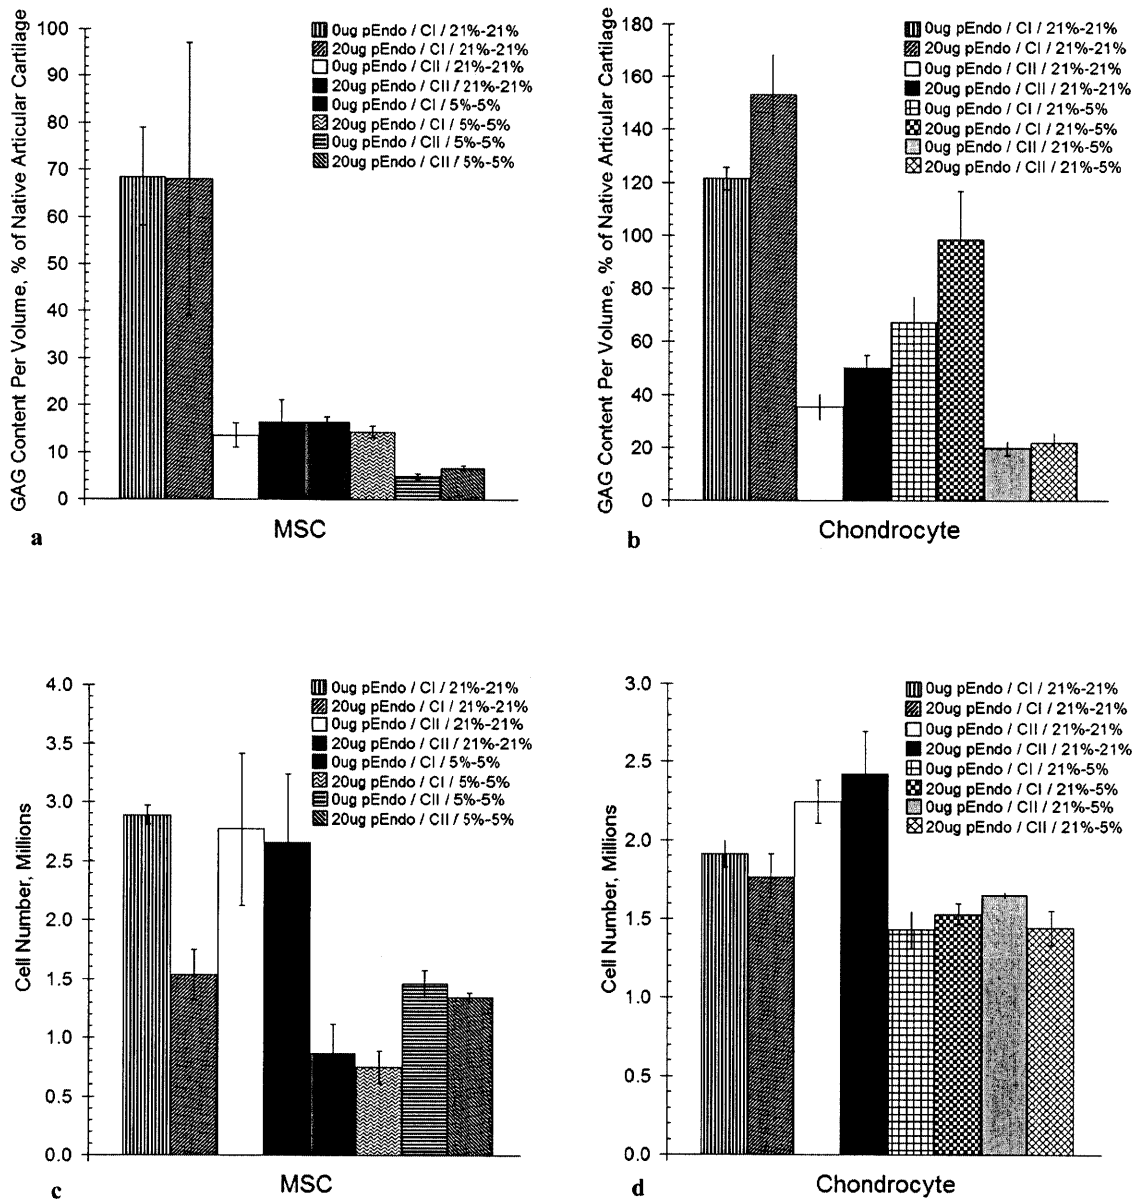 GAG Content Per Volume, % of Native Articular Cartilage
100
90
80
70
60
50
40
30
20
10
0
0ug pEndo / CI / 21%-21%
20ug pEndo / CI / 21%-21%
0ug pEndo / CII / 21%-21%
20ug pEndo / CII / 21%-21%
0ug pEndo / CI / 5%-5%
20ug pEndo / CI / 5%-5%
0ug pEndo / CII / 5%-5%
20ug pEndo / CII / 5%-5%
MSC
a
GAG Content Per Volume, % of Native Articular Cartilage
180
160
140
120
100
80
60
40
20
0
0ug pEndo / CI / 21%-21%
20ug pEndo / CI / 21%-21%
0ug pEndo / CII / 21%-21%
20ug pEndo / CII / 21%-21%
0ug pEndo / CI / 21%-5%
20ug pEndo / CI / 21%-5%
0ug pEndo / CII / 21%-5%
20ug pEndo / CII / 21%-5%
Chondrocyte
b
Cell Number, Millions
4.0
3.5
3.0
2.5
2.0
1.5
1.0
0.5
0.0
0ug pEndo / CI / 21%-21%
20ug pEndo / CI / 21%-21%
0ug pEndo / CII / 21%-21%
20ug pEndo / CII / 21%-21%
0ug pEndo / CI / 5%-5%
20ug pEndo / CI / 5%-5%
0ug pEndo / CII / 5%-5%
20ug pEndo / CII / 5%-5%
MSC
c
Cell Number, Millions
3.0
2.5
2.0
1.5
1.0
0.5
0.0
0ug pEndo / CI / 21%-21%
20ug pEndo / CI / 21%-21%
0ug pEndo / CII / 21%-21%
20ug pEndo / CII / 21%-21%
0ug pEndo / CI / 21%-5%
20ug pEndo / CI / 21%-5%
0ug pEndo / CII / 21%-5%
20ug pEndo / CII / 21%-5%
Chondrocyte
d